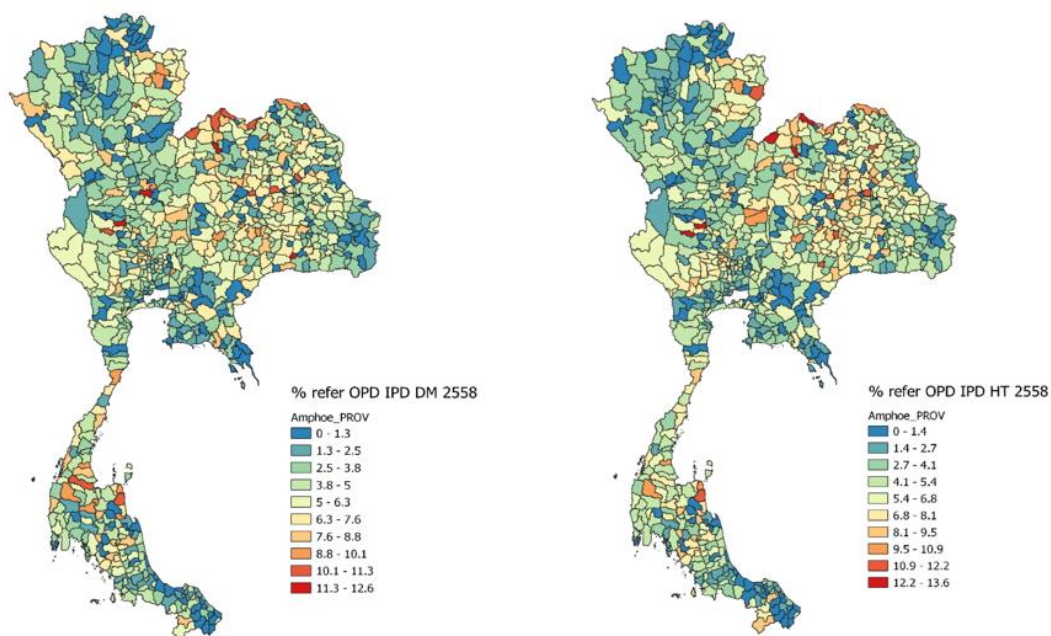 % refer OPD IPD DM 2558
Amphoe_PROV
0 - 1.3
1.3 - 2.5
2.5 - 3.8
3.8 - 5
5 - 6.3
6.3 - 7.6
7.6 - 8.8
8.8 - 10.1
10.1 - 11.3
11.3 - 12.6
% refer OPD IPD HT 2558
Amphoe_PROV
0 - 1.4
1.4 - 2.7
2.7 - 4.1
4.1 - 5.4
5.4 - 6.8
6.8 - 8.1
8.1 - 9.5
9.5 - 10.9
10.9 - 12.2
12.2 - 13.6